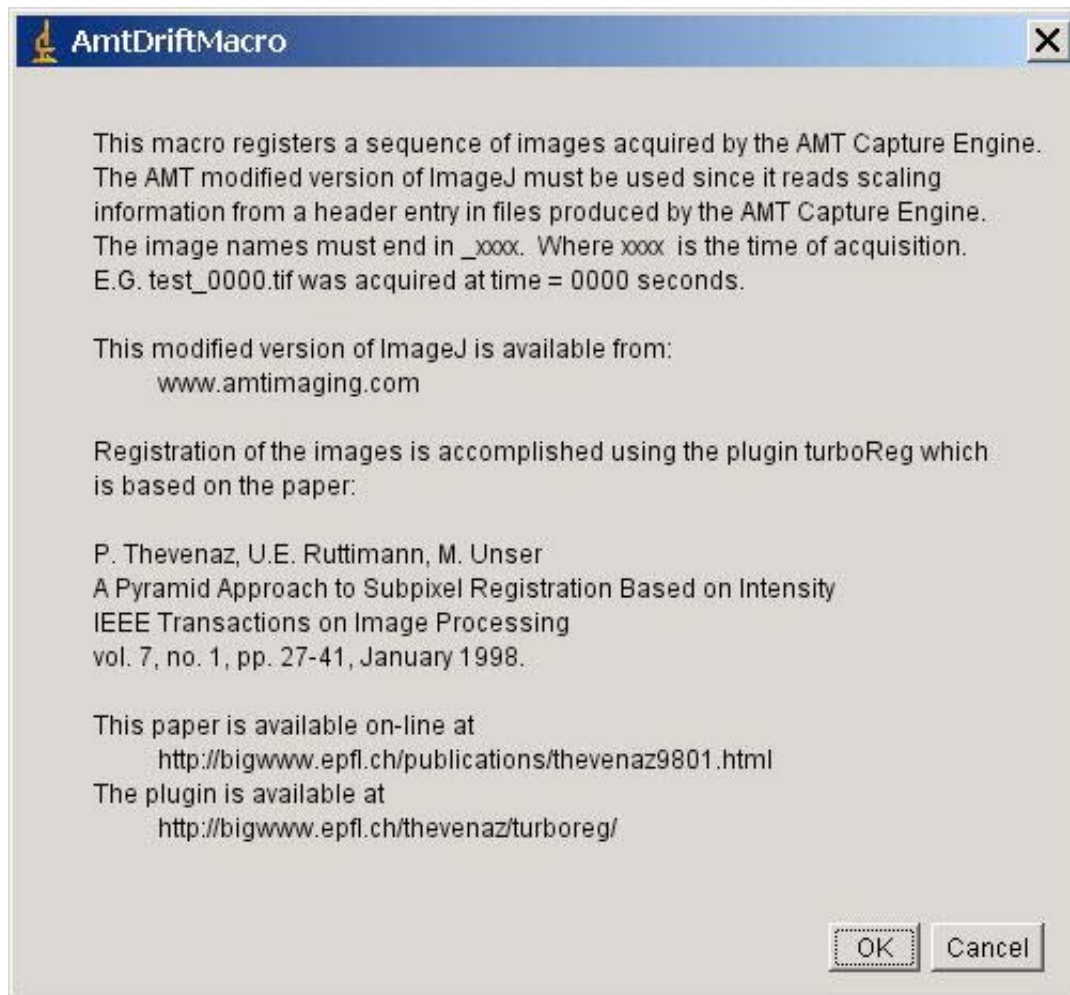 AmtDriftMacro
This macro registers a sequence of images acquired by the AMT Capture Engine.
The AMT modified version of ImageJ must be used since it reads scaling
information from a header entry in files produced by the AMT Capture Engine.
The image names must end in _xxxx.  Where xxxx  is the time of acquisition.
E.G. test_0000.tif was acquired at time = 0000 seconds.
This modified version of ImageJ is available from:
www.amtimaging.com
Registration of the images is accomplished using the plugin turboReg which
is based on the paper:
P. Thevenaz, U.E. Ruttimann, M. Unser
A Pyramid Approach to Subpixel Registration Based on Intensity
IEEE Transactions on Image Processing
vol. 7, no. 1, pp. 27-41, January 1998.
This paper is available on-line at
http://bigwww.epfl.ch/publications/thevenaz9801.html
The plugin is available at
http://bigwww.epfl.ch/thevenaz/turboreg/
OK Cancel